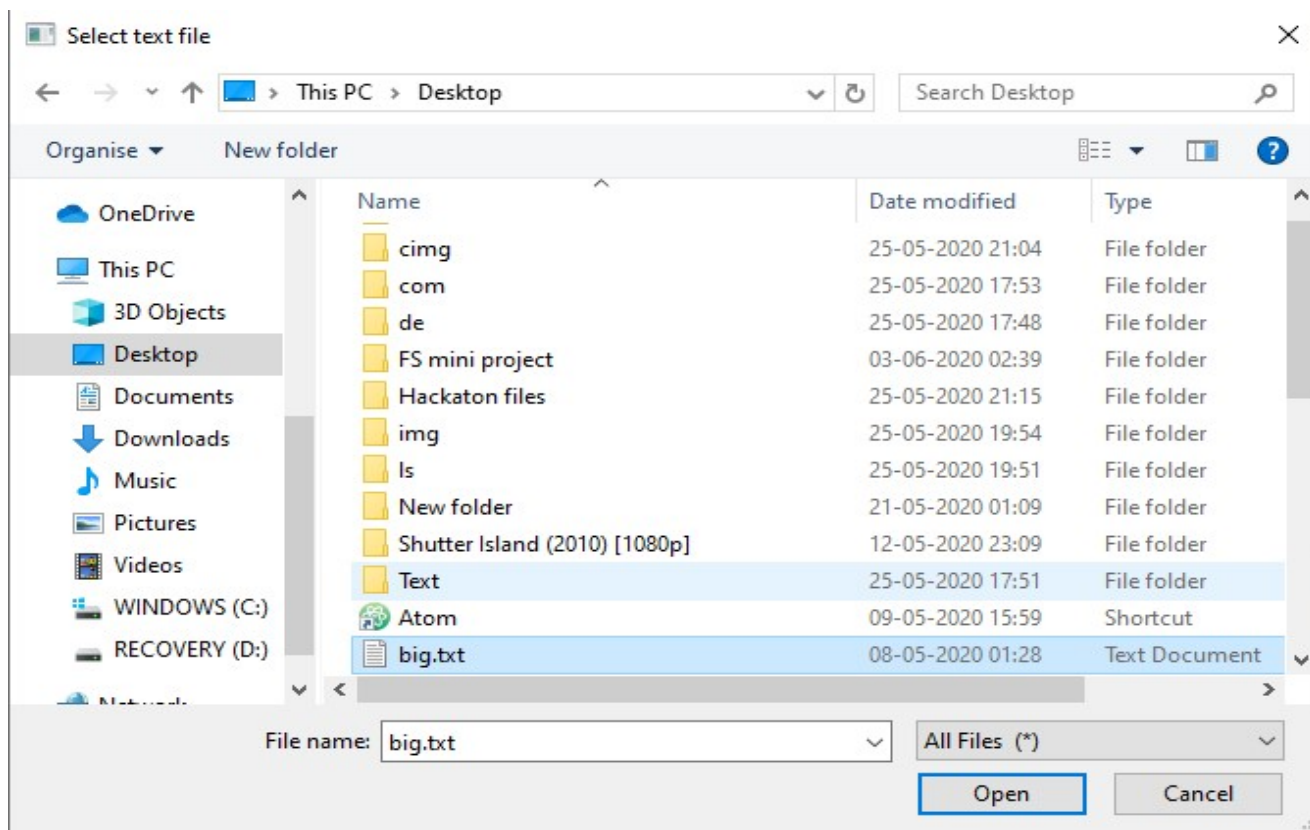 Select text file
This PC > Desktop
Search Desktop
Organise
New folder
OneDrive
This PC
3D Objects
Desktop
Documents
Downloads
Music
Pictures
Videos
WINDOWS (C:)
RECOVERY (D:)
Network
Name Date modified Type
cimg 25-05-2020 21:04 File folder
com 25-05-2020 17:53 File folder
de 25-05-2020 17:48 File folder
FS mini project 03-06-2020 02:39 File folder
Hackaton files 25-05-2020 21:15 File folder
img 25-05-2020 19:54 File folder
ls 25-05-2020 19:51 File folder
New folder 21-05-2020 01:09 File folder
Shutter Island (2010) [1080p] 12-05-2020 23:09 File folder
Text 25-05-2020 17:51 File folder
Atom 09-05-2020 15:59 Shortcut
big.txt 08-05-2020 01:28 Text Document
File name: big.txt
All Files (*)
Open
Cancel